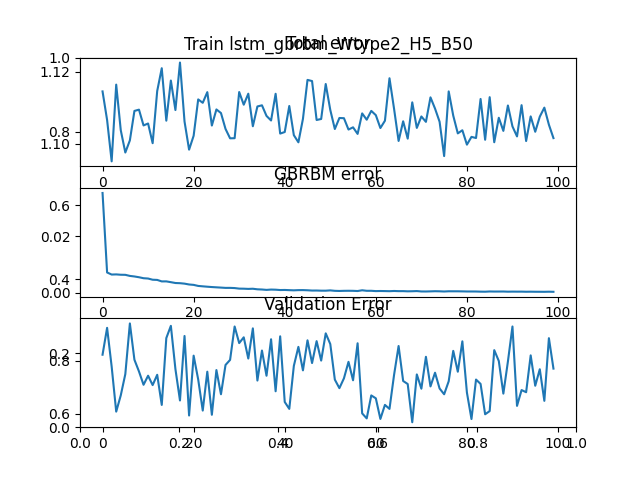 Train lstm_gbrbm_Wtype2_H5_B50
Total error
1.0
1.12
0.8
1.10
0 20 40 60 80 100
GBRBM error
0.6
0.02
0.4
0.00
0 20 40 60 80 100
Validation Error
0.2
0.8
0.6
0.0
0.0 0 0.2 20 0.4 40 0.6 60 80 0.8 100 1.0